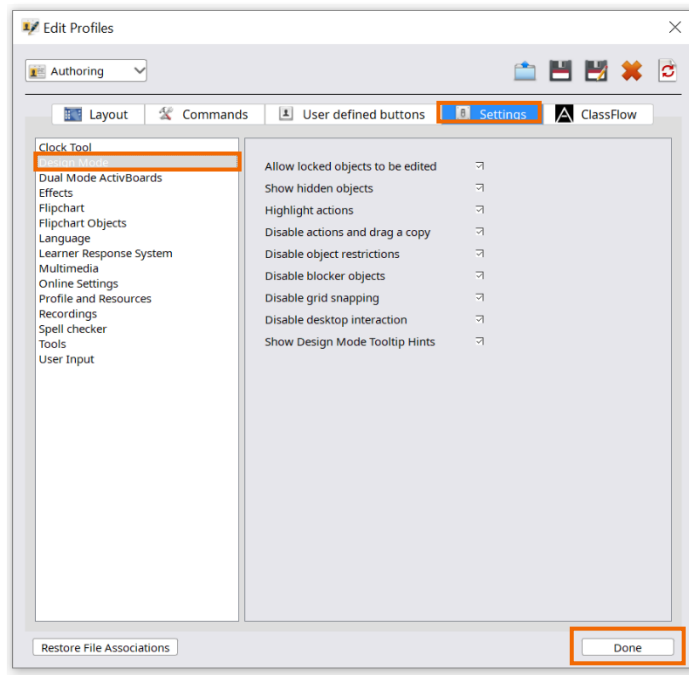 Edit Profiles
Authoring
Layout
Commands
User defined buttons
Settings
ClassFlow
Clock Tool
Design Mode
Dual Mode ActivBoards
Effects
Flipchart
Flipchart Objects
Language
Learner Response System
Multimedia
Online Settings
Profile and Resources
Recordings
Spell checker
Tools
User Input
Allow locked objects to be edited
Show hidden objects
Highlight actions
Disable actions and drag a copy
Disable object restrictions
Disable blocker objects
Disable grid snapping
Disable desktop interaction
Show Design Mode Tooltip Hints
Restore File Associations
Done